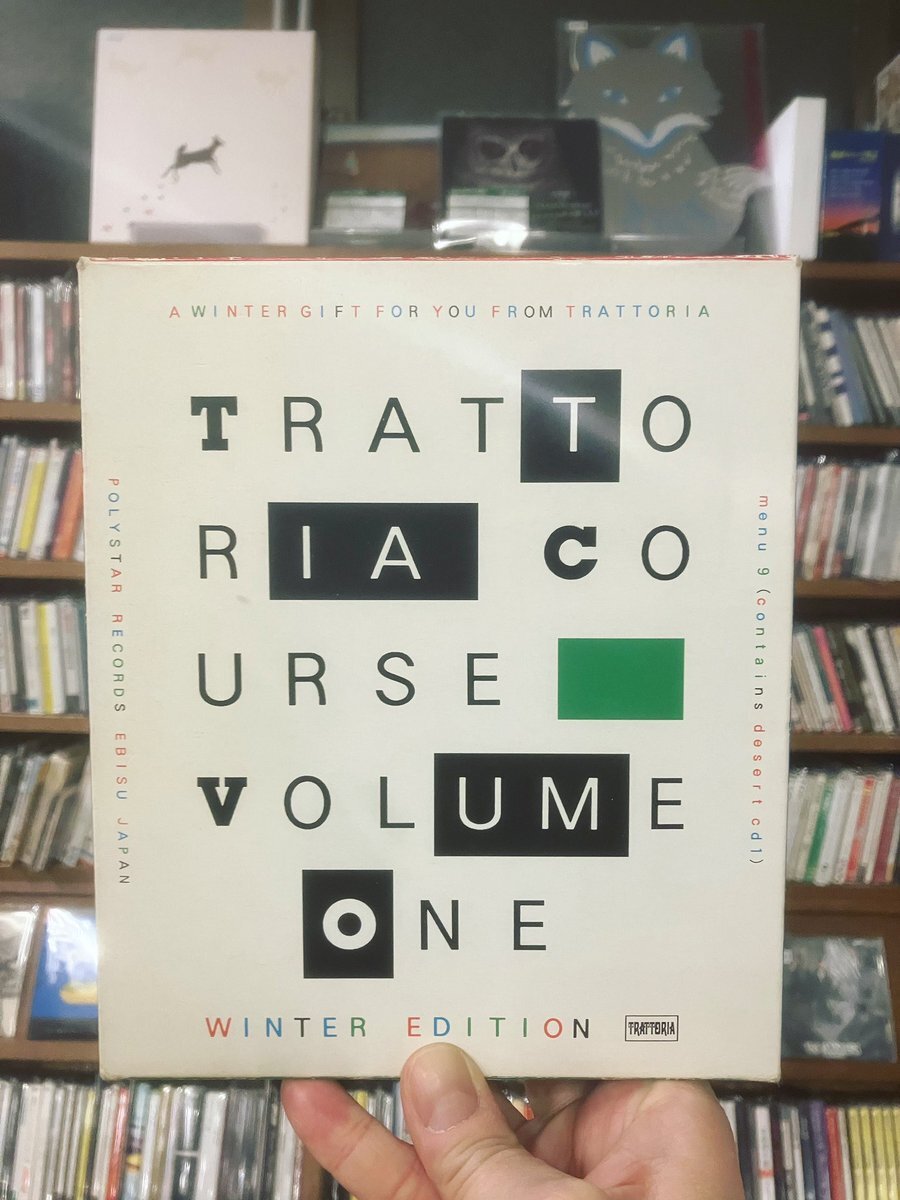 A WINTER GIFT FOR YOU FROM TRATTORIA
TRATTO
RIA CO
URSE
VOLUME
ONE
WINTER EDITION
TRATTORIA
POLYSTAR RECORDS EBISU JAPAN
menu 9 (contains desert cd1)